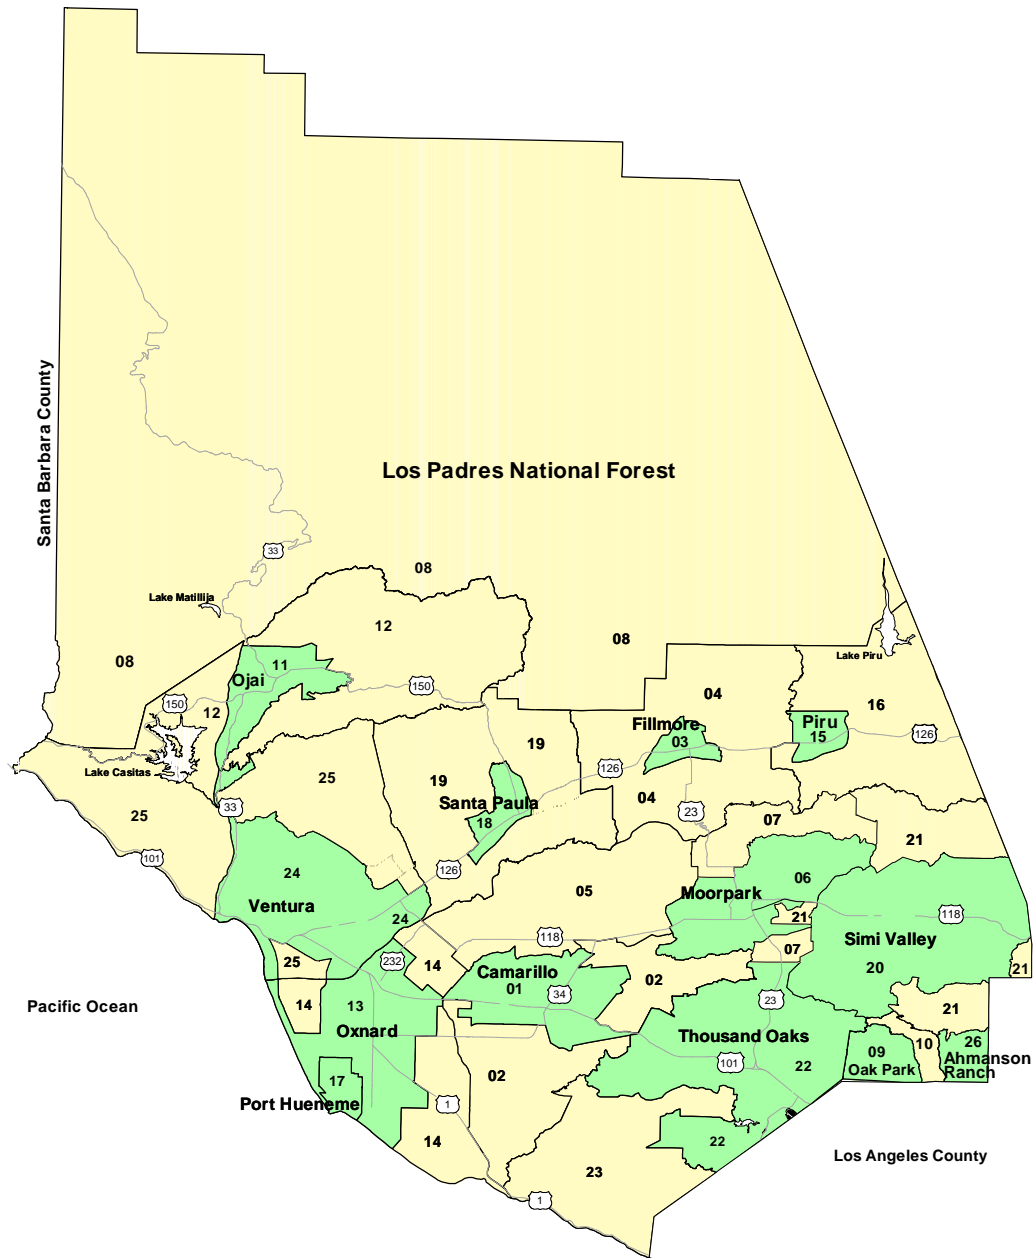 Santa Barbara County
Los Padres National Forest
33
08
Lake Matillija
12
08
08
11
Lake Piru
Ojai
150
04
150
12
16
Fillmore
Piru
03
15
126
19
25
19
126
Lake Casitas
04
Santa Paula
33
23
25
18
07
101
21
126
24
06
05
Moorpark
Ventura
24
21
118
118
Simi Valley
07
25
232
14
Camarillo
20
21
02
01
34
23
Pacific Ocean
14
13
21
Oxnard
Thousand Oaks
10
26
09
Ahmanson
101
22
Oak Park
Ranch
02
17
Port Hueneme
1
14
22
Los Angeles County
23
1